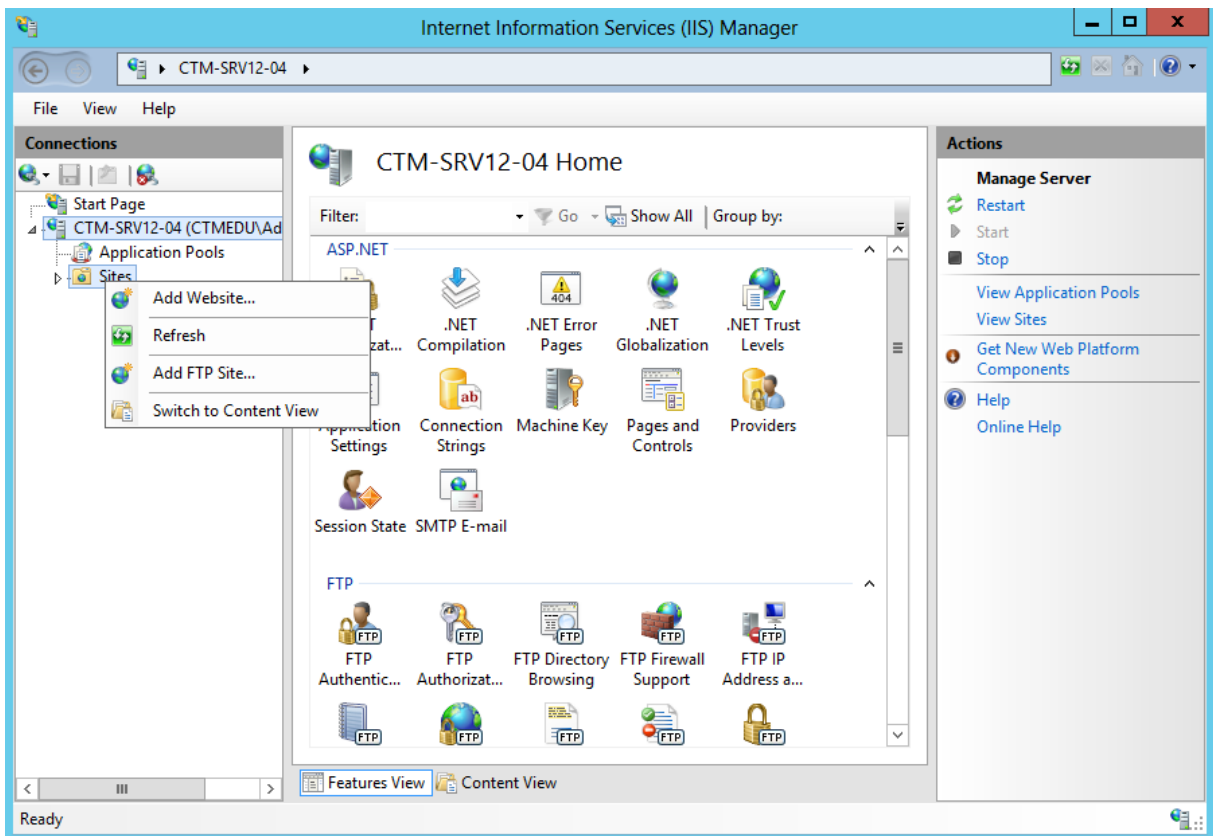 Internet Information Services (IIS) Manager
CTM-SRV12-04
File View Help
Connections
Start Page
CTM-SRV12-04 (CTMEDU\Ad
Application Pools
Sites
Add Website...
Refresh
Add FTP Site...
Switch to Content View
CTM-SRV12-04 Home
Filter: Go Show All Group by:
ASP.NET
.NET Compilation
404
.NET Error Pages
.NET Globalization
.NET Trust Levels
Settings
ab
Connection Strings
Machine Key
Pages and Controls
Providers
Session State
SMTP E-mail
FTP
FTP
FTP Authentic...
FTP
FTP Authorizat...
FTP
FTP Directory Browsing
FTP
FTP Firewall Support
FTP
FTP IP Address a...
FTP
FTP
FTP
FTP
FTP
Features View Content View
Actions
Manage Server
Restart
Start
Stop
View Application Pools
View Sites
Get New Web Platform
Components
Help
Online Help
Ready